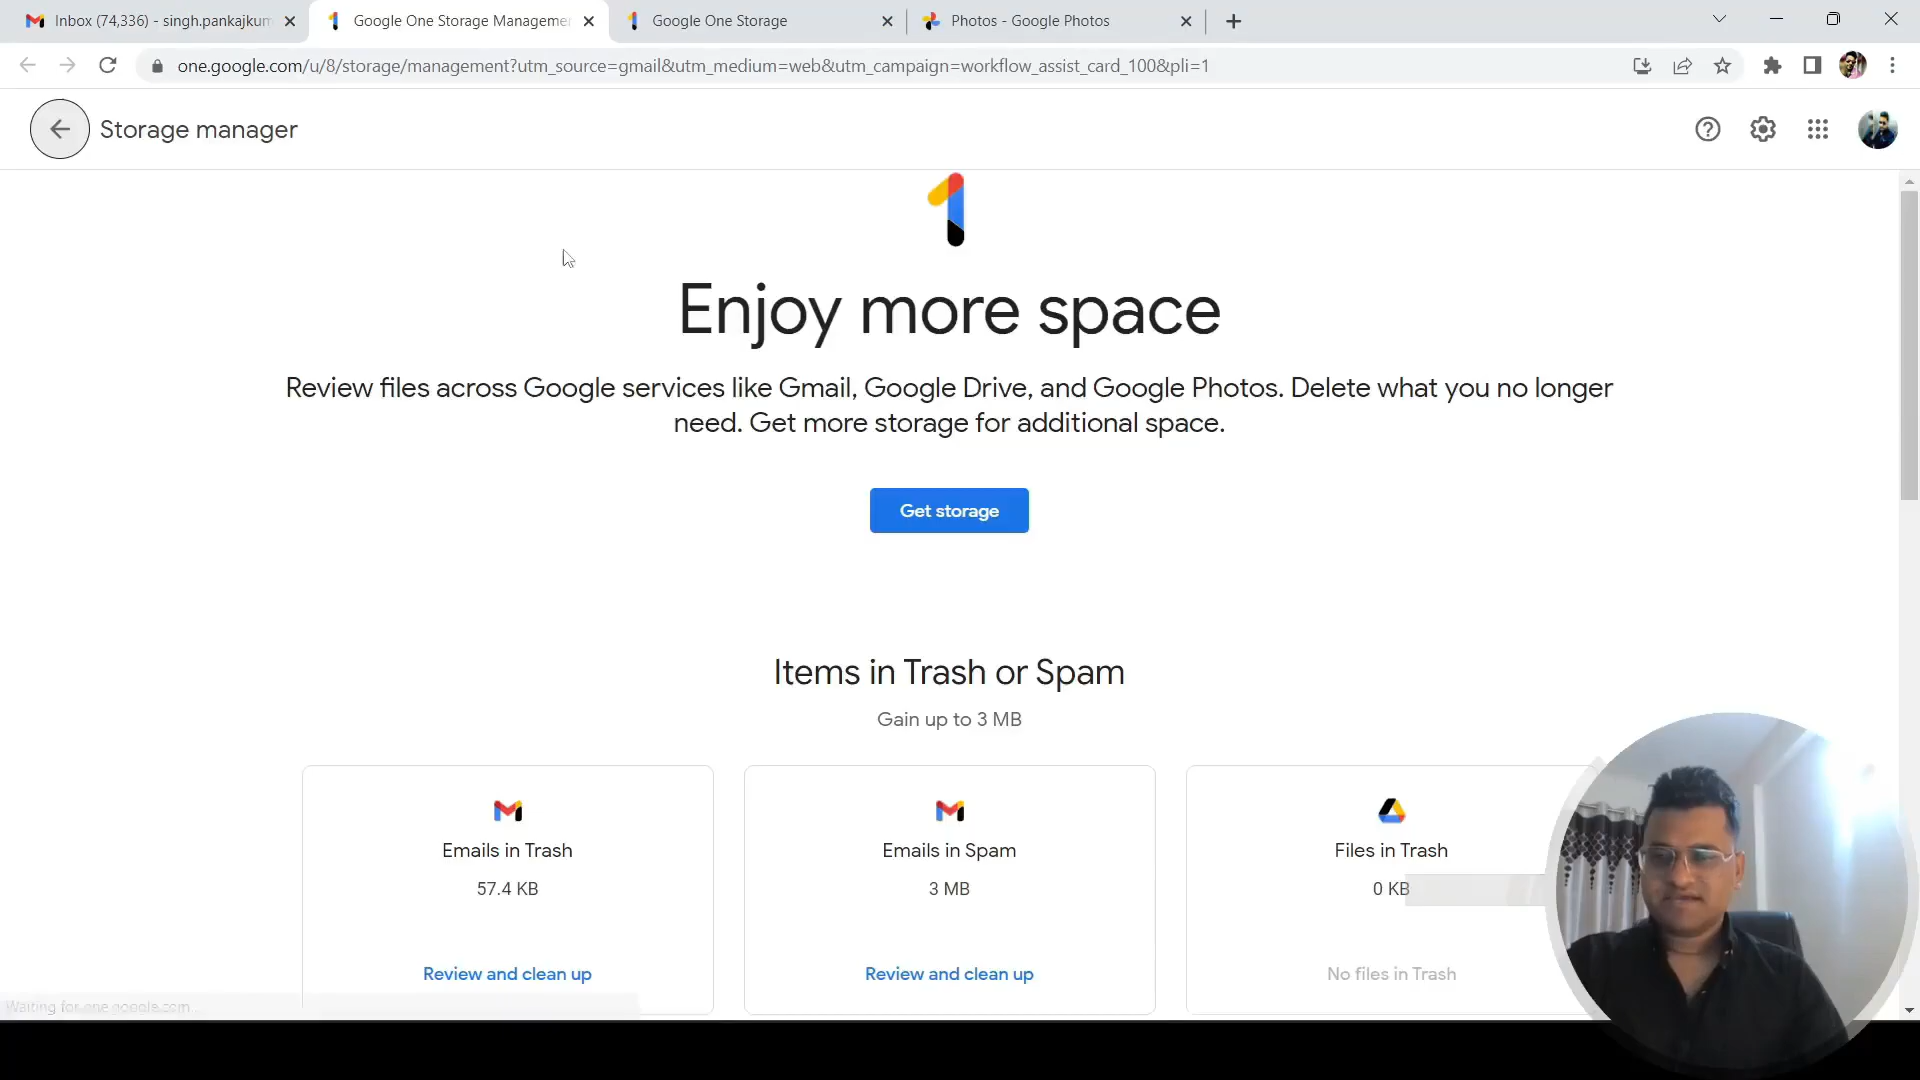 Inbox (74,336) - singh.pankajkum
Google One Storage Manageme
Google One Storage
Photos - Google Photos
one.google.com/u/8/storage/management?utm_source=gmail&utm_medium=web&utm_campaign=workflow_assist_card_100&pli=1
Storage manager
Enjoy more space
Review files across Google services like Gmail, Google Drive, and Google Photos. Delete what you no longer
need. Get more storage for additional space.
Get storage
Items in Trash or Spam
Gain up to 3 MB
Emails in Trash
57.4 KB
Review and clean up
Emails in Spam
3 MB
Review and clean up
Files in Trash
0 KB
No files in Trash
Waiting for one.google.com...